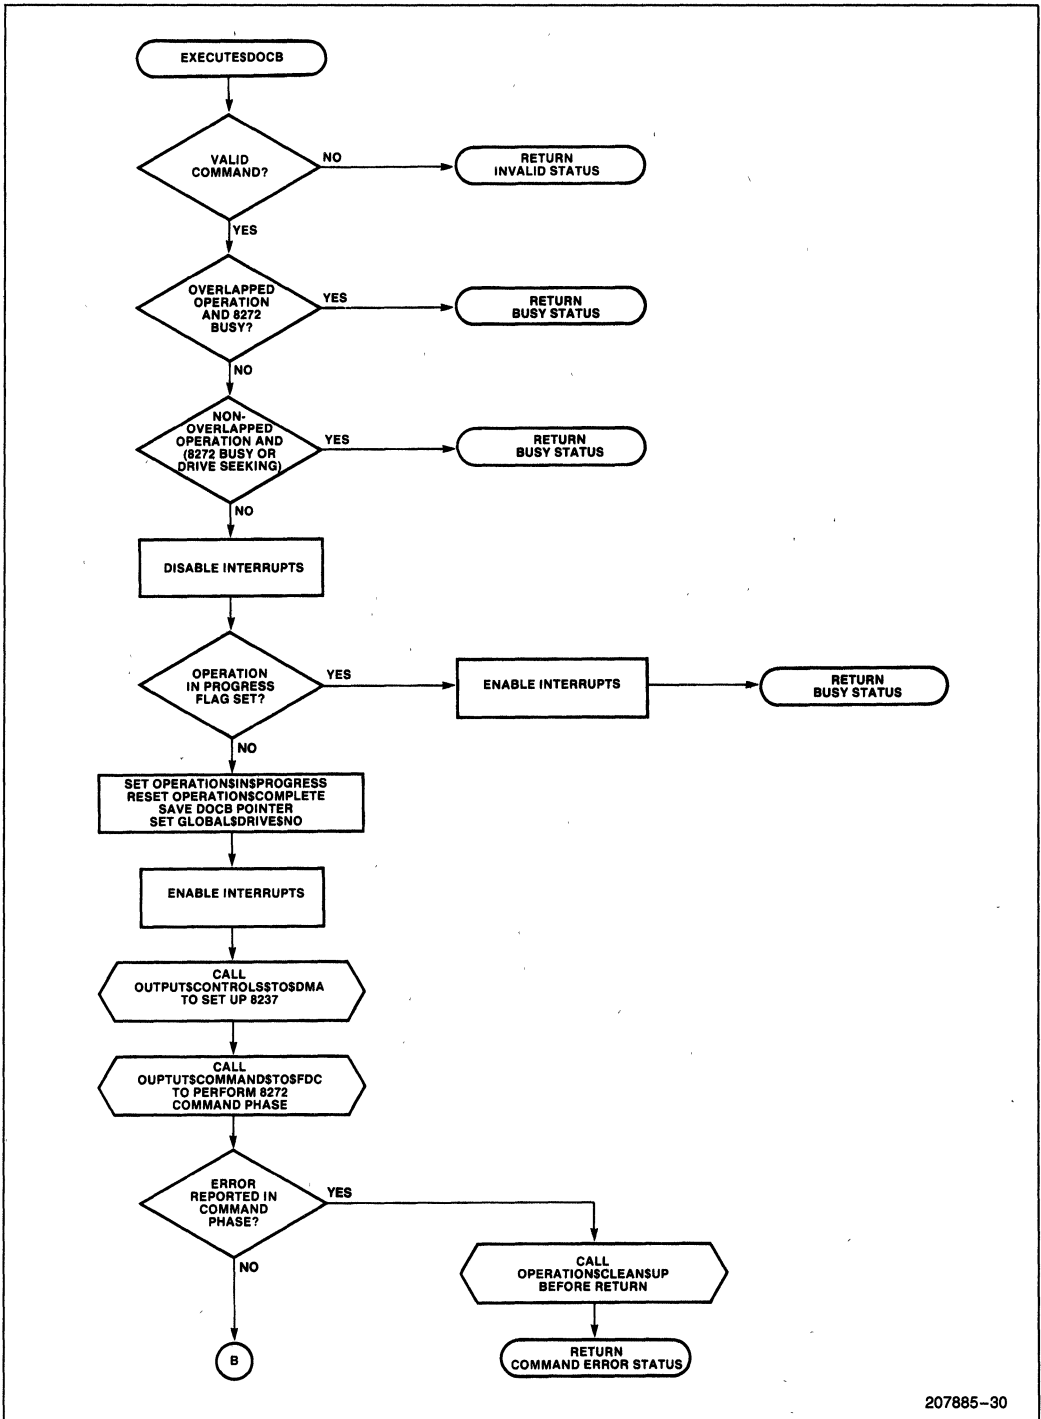 EXECUTE$DOCB
VALID
COMMAND?
NO
RETURN
INVALID STATUS
YES
OVERLAPPED
OPERATION
AND 8272
BUSY?
YES
RETURN
BUSY STATUS
NO
NON-
OVERLAPPED
OPERATION AND
(8272 BUSY OR
DRIVE SEEKING)
YES
RETURN
BUSY STATUS
NO
DISABLE INTERRUPTS
OPERATION
IN PROGRESS
FLAG SET?
YES
ENABLE INTERRUPTS
RETURN
BUSY STATUS
NO
SET OPERATION$IN$PROGRESS
RESET OPERATION$COMPLETE
SAVE DOCB POINTER
SET GLOBAL$DRIVE$NO
ENABLE INTERRUPTS
CALL
OUTPUT$CONTROLS$TO$DMA
TO SET UP 8237
CALL
OUPTUT$COMMAND$TO$FDC
TO PERFORM 8272
COMMAND PHASE
ERROR
REPORTED IN
COMMAND
PHASE?
YES
CALL
OPERATION$CLEAN$UP
BEFORE RETURN
NO
B
RETURN
COMMAND ERROR STATUS
207885-30